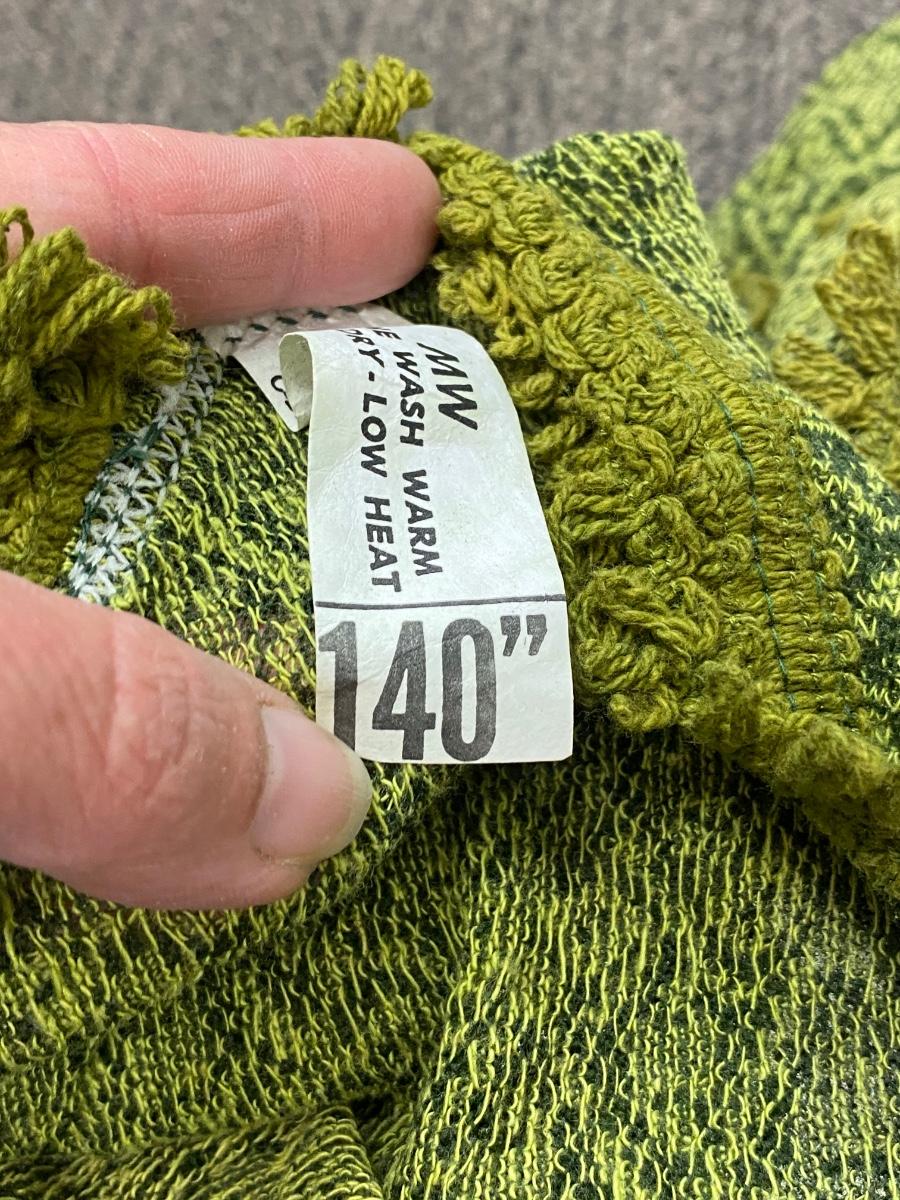 MW
WASH WARM
DRY - LOW HEAT
140”